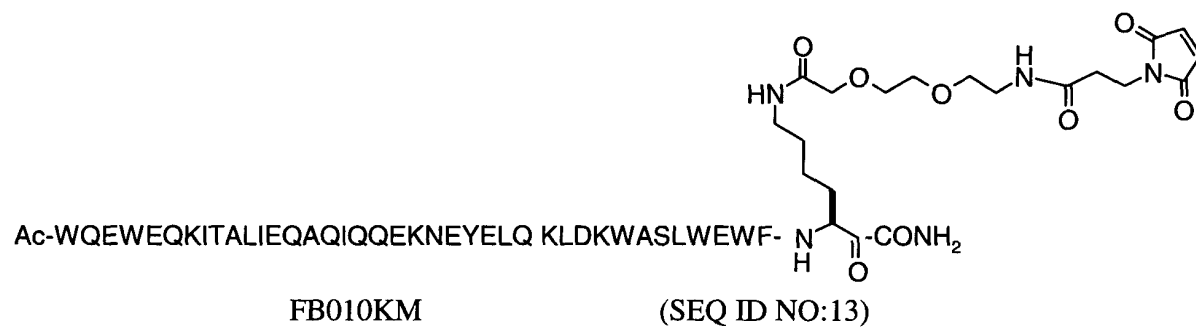 O
O O O H N O N O
HN
Ac-WQEWEQKITALIEQAQIQQEKNEYELQ KLDKWASLWEWF- N H O -CONH₂
FB010KM (SEQ ID NO:13)